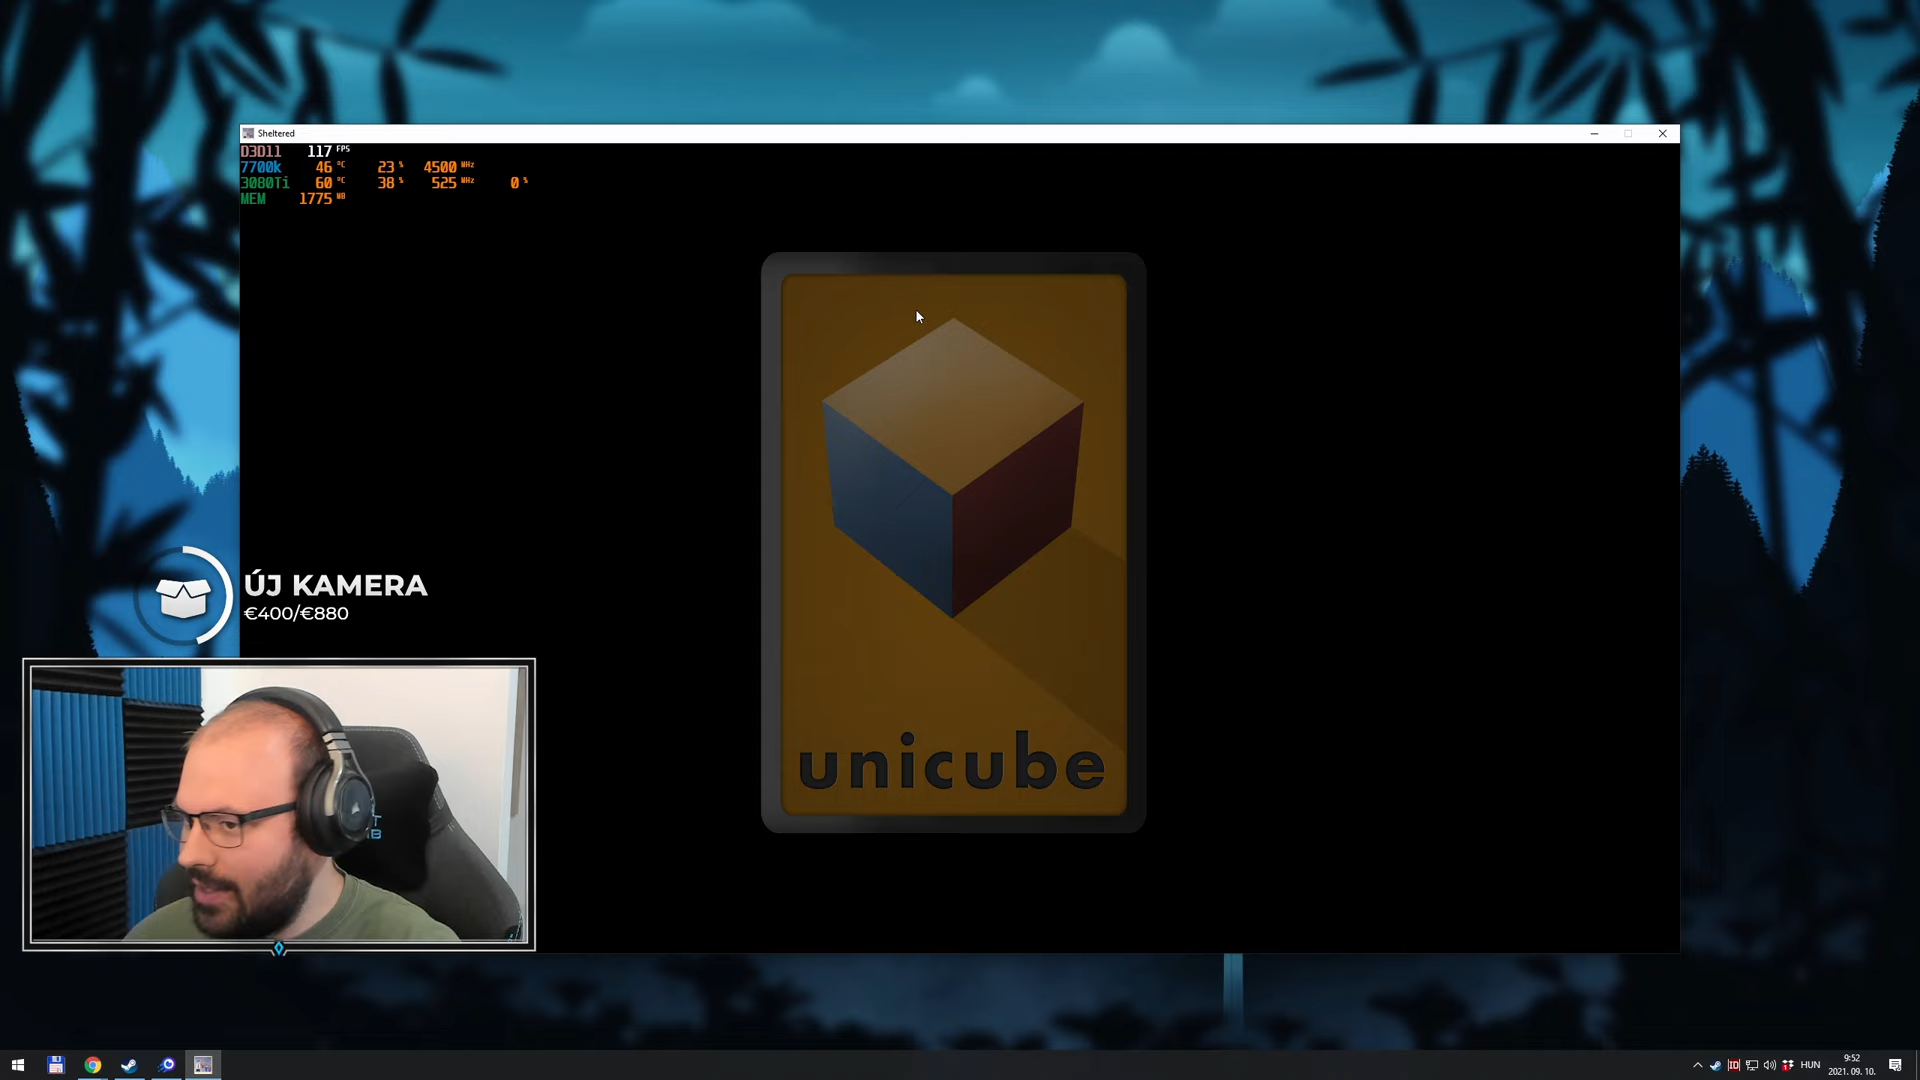 Sheltered
D3D11 117 FPS
7700k 46 °C 23 % 4500 MHz
3080Ti 60 °C 38 % 525 MHz 0 %
MEM 1775 MB
ÚJ KAMERA
€400/€880
unicube
HUN
9:52
2021. 09. 10.